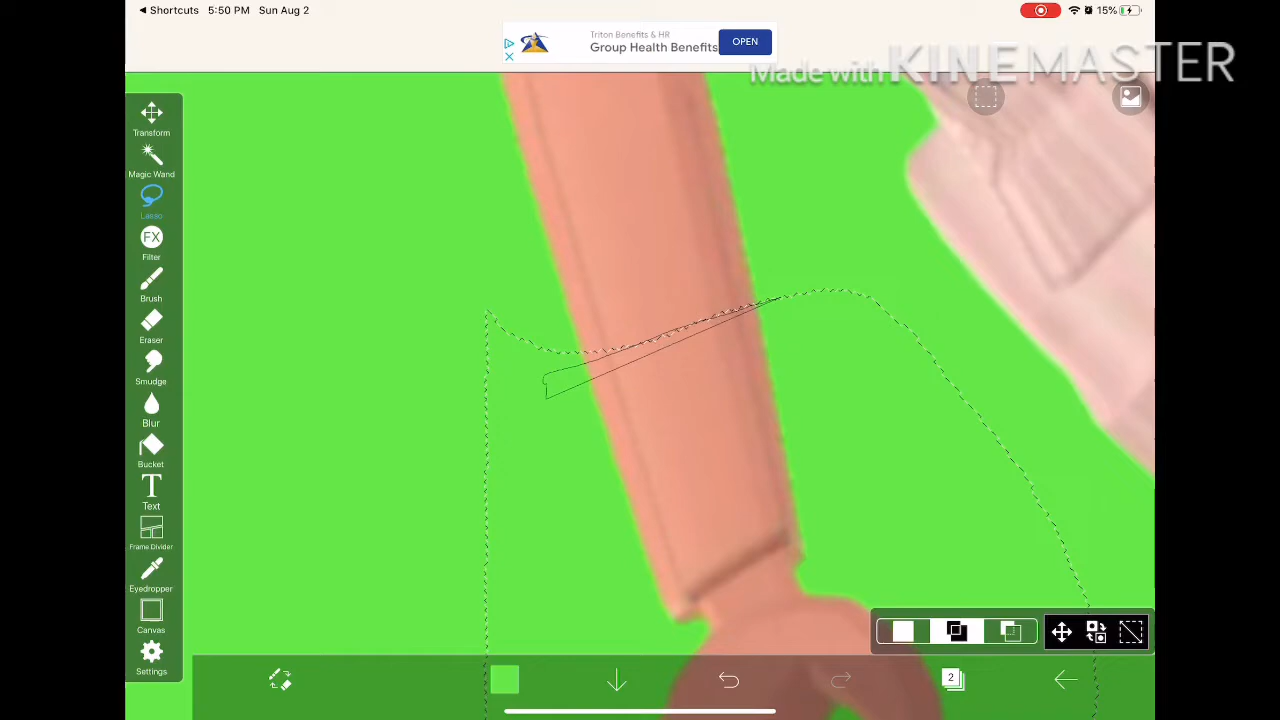 Shortcuts 5:50 PM Sun Aug 2
15%
Triton Benefits & HR
Group Health Benefits
OPEN
Made with KINEMASTER
Transform
Magic Wand
Lasso
FX
Filter
Brush
Eraser
Smudge
Blur
Bucket
T
Text
Frame Divider
Eyedropper
Canvas
Settings
2